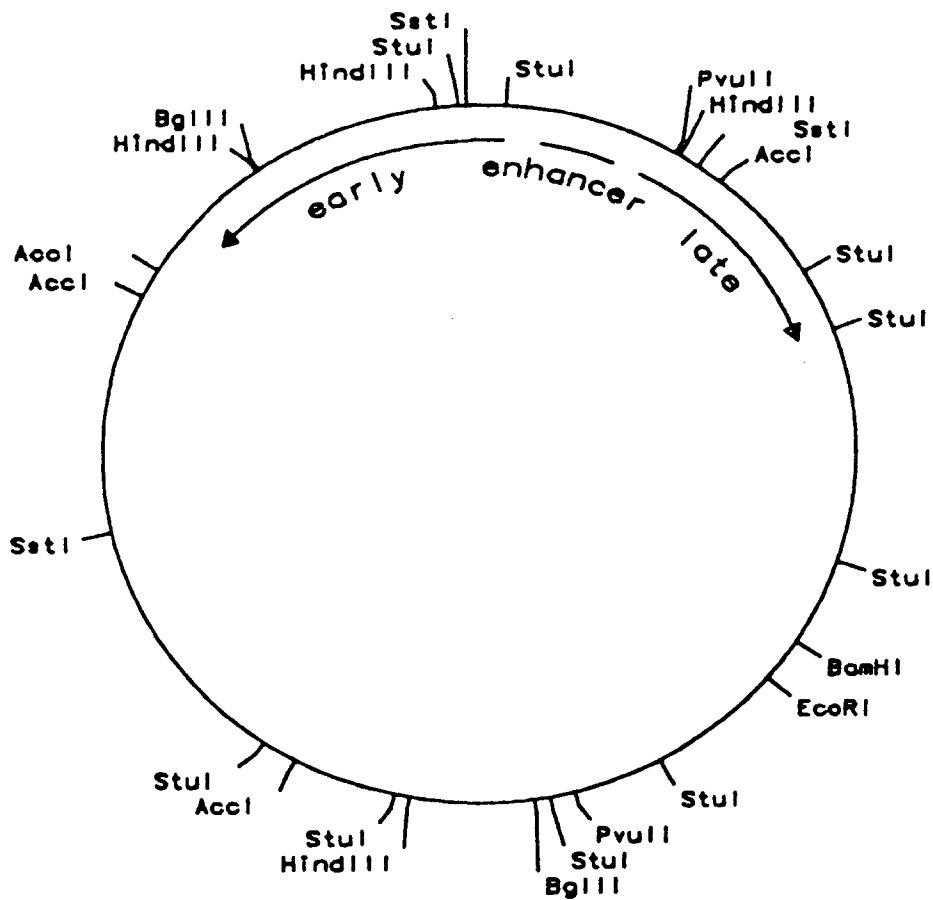 SstI
StuI
HindIII
StuI
PvuII
HindIII
SstI
AccI
BglII
HindIII
early
enhancer
late
AccI
AccI
StuI
StuI
SstI
StuI
BamHI
EcoRI
StuI
AccI
StuI
HindIII
StuI
PvuII
StuI
BglII